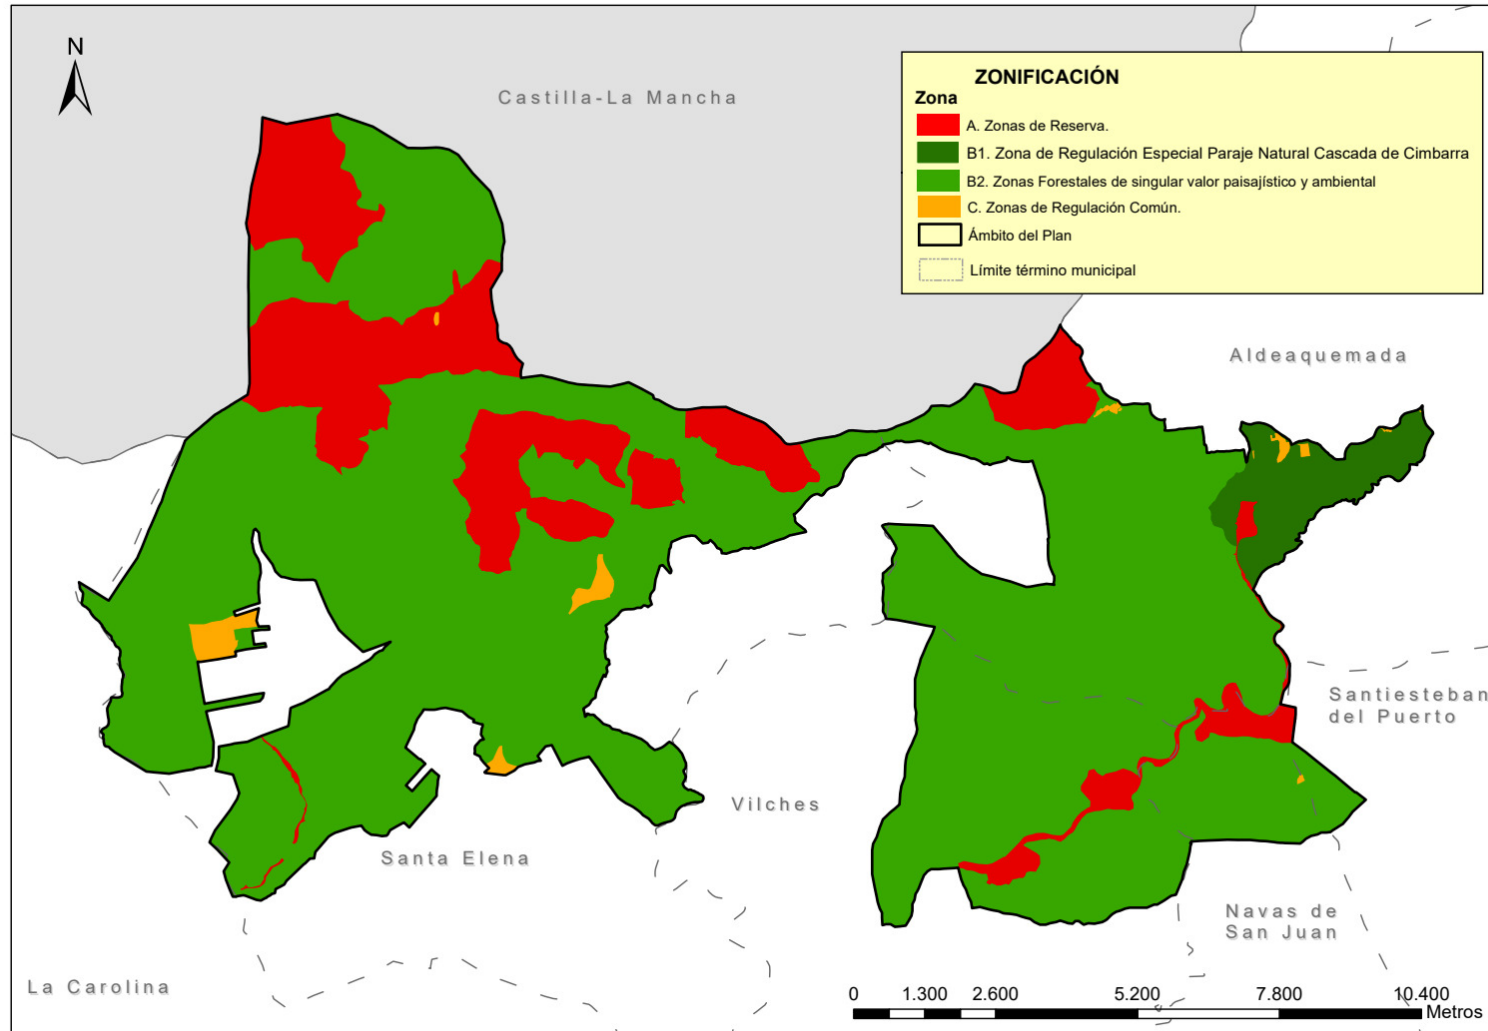 N
Castilla-La Mancha
ZONIFICACIÓN
Zona
A. Zonas de Reserva.
B1. Zona de Regulación Especial Paraje Natural Cascada de Cimbarra
B2. Zonas Forestales de singular valor paisajístico y ambiental
C. Zonas de Regulación Común.
Ámbito del Plan
Límite término municipal
Aldeaquemada
Santiesteban
del Puerto
Vilches
Santa Elena
Navas de
San Juan
La Carolina
0 1.300 2.600 5.200 7.800 10.400
Metros